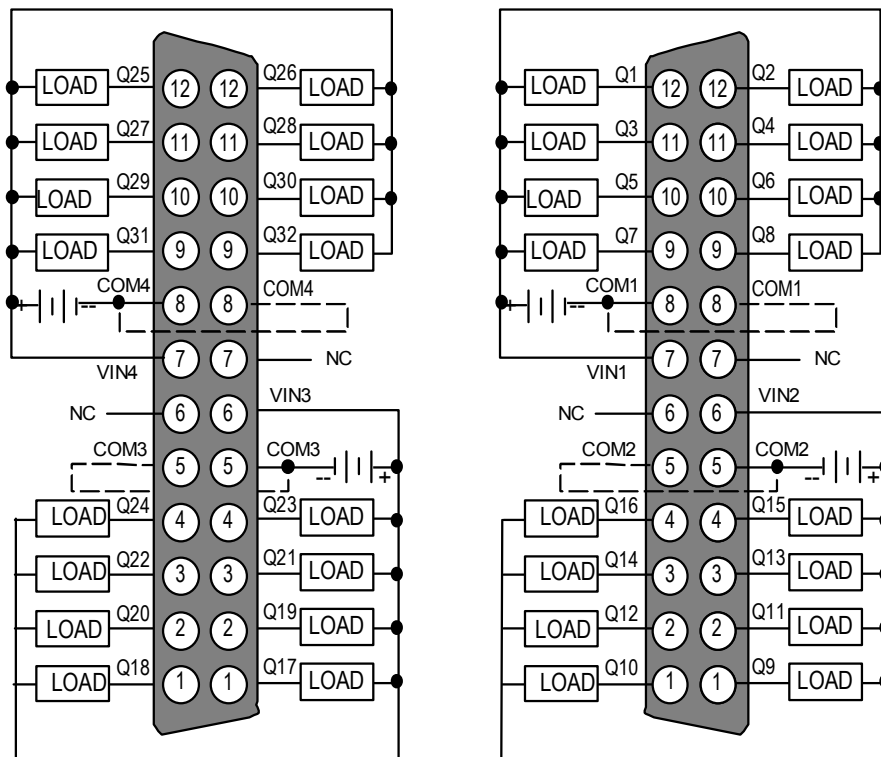 LOAD Q25 12 12 Q26 LOAD LOAD Q1 12 12 Q2 LOAD
LOAD Q27 11 11 Q28 LOAD LOAD Q3 11 11 Q4 LOAD
LOAD Q29 10 10 Q30 LOAD LOAD Q5 10 10 Q6 LOAD
LOAD Q31 9 9 Q32 LOAD LOAD Q7 9 9 Q8 LOAD
+ -- COM4 8 8 COM4 + -- COM1 8 8 COM1
VIN4 7 7 NC VIN1 7 7 NC
NC 6 6 VIN3 NC 6 6 VIN2
COM3 5 5 COM3 -- + COM2 5 5 COM2 -- +
LOAD Q24 4 4 Q23 LOAD LOAD Q16 4 4 Q15 LOAD
LOAD Q22 3 3 Q21 LOAD LOAD Q14 3 3 Q13 LOAD
LOAD Q20 2 2 Q19 LOAD LOAD Q12 2 2 Q11 LOAD
LOAD Q18 1 1 Q17 LOAD LOAD Q10 1 1 Q9 LOAD